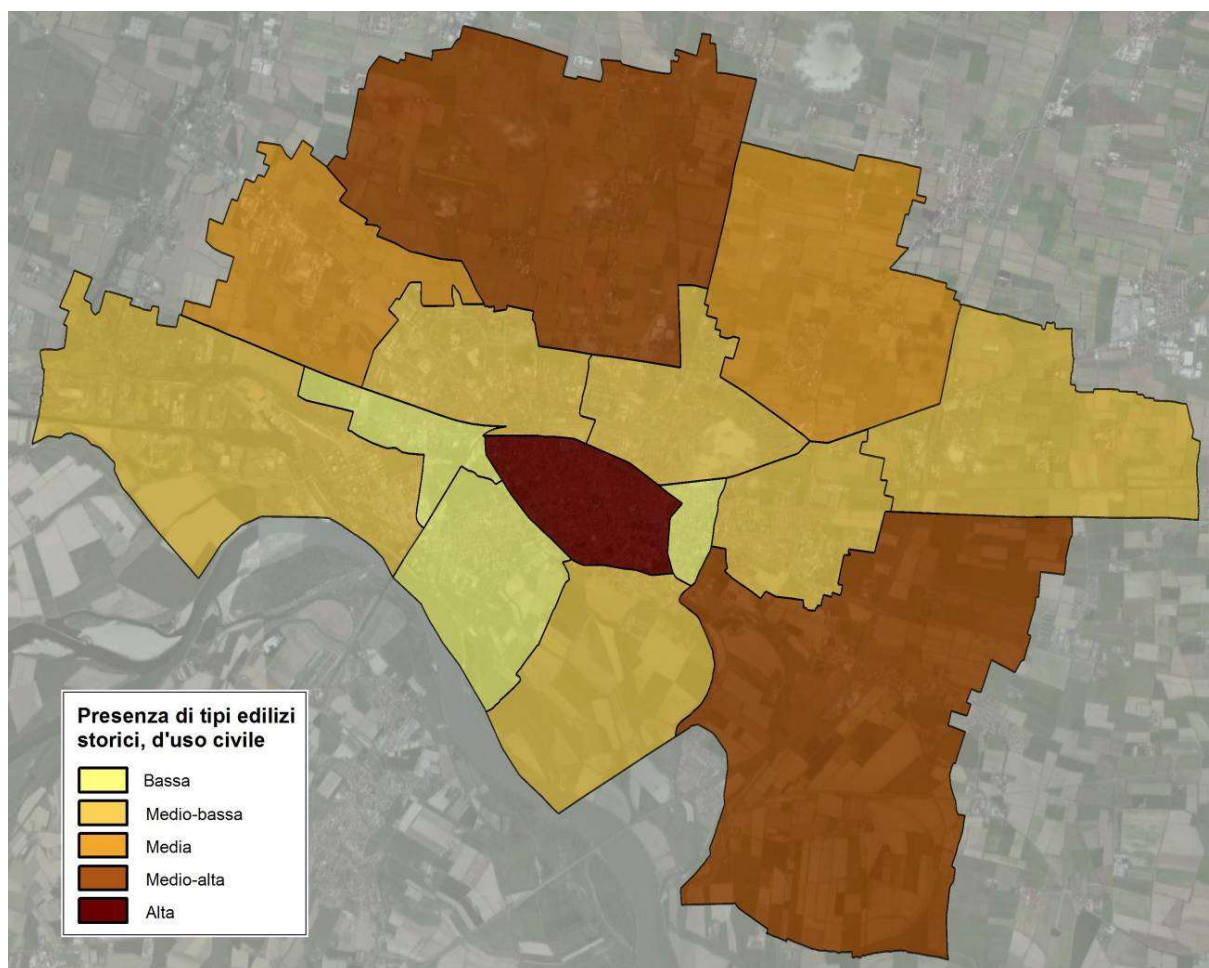 Presenza di tipi edilizi
storici, d'uso civile
Bassa
Medio-bassa
Media
Medio-alta
Alta